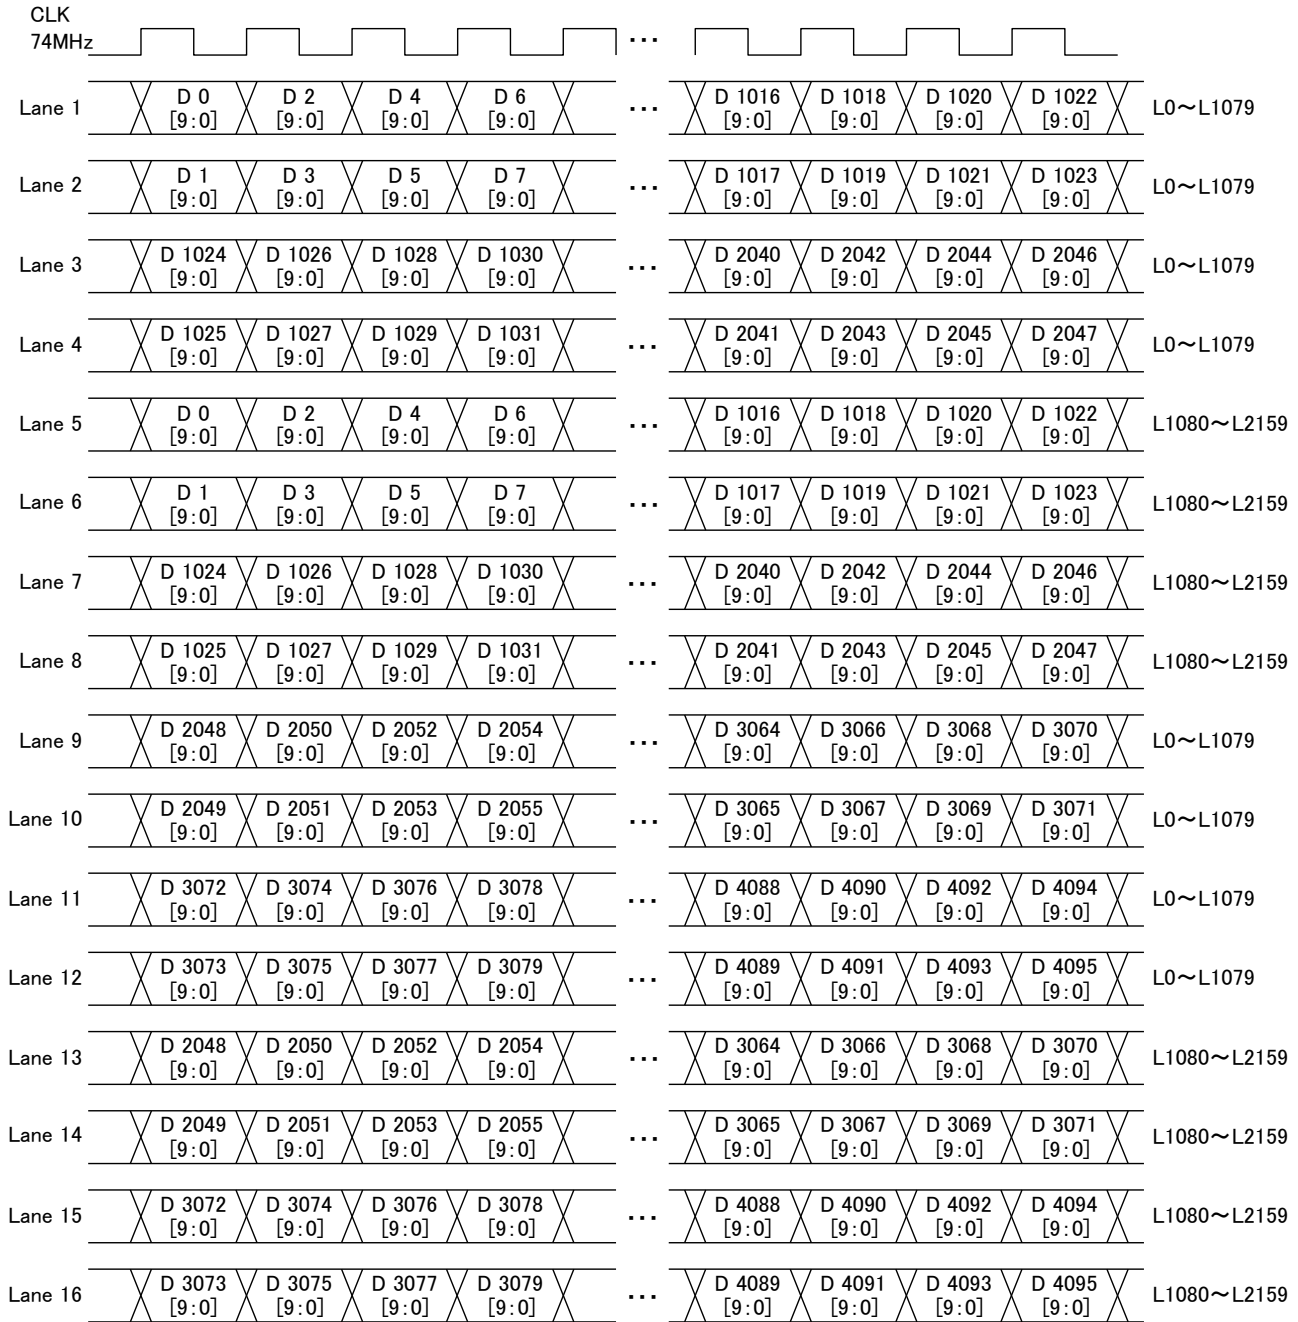 CLK
74MHz
...
Lane 1 D 0 D 2 D 4 D 6 ... D 1016 D 1018 D 1020 D 1022 L0～L1079
[9:0] [9:0] [9:0] [9:0] [9:0] [9:0] [9:0] [9:0]
Lane 2 D 1 D 3 D 5 D 7 ... D 1017 D 1019 D 1021 D 1023 L0～L1079
[9:0] [9:0] [9:0] [9:0] [9:0] [9:0] [9:0] [9:0]
Lane 3 D 1024 D 1026 D 1028 D 1030 ... D 2040 D 2042 D 2044 D 2046 L0～L1079
[9:0] [9:0] [9:0] [9:0] [9:0] [9:0] [9:0] [9:0]
Lane 4 D 1025 D 1027 D 1029 D 1031 ... D 2041 D 2043 D 2045 D 2047 L0～L1079
[9:0] [9:0] [9:0] [9:0] [9:0] [9:0] [9:0] [9:0]
Lane 5 D 0 D 2 D 4 D 6 ... D 1016 D 1018 D 1020 D 1022 L1080～L2159
[9:0] [9:0] [9:0] [9:0] [9:0] [9:0] [9:0] [9:0]
Lane 6 D 1 D 3 D 5 D 7 ... D 1017 D 1019 D 1021 D 1023 L1080～L2159
[9:0] [9:0] [9:0] [9:0] [9:0] [9:0] [9:0] [9:0]
Lane 7 D 1024 D 1026 D 1028 D 1030 ... D 2040 D 2042 D 2044 D 2046 L1080～L2159
[9:0] [9:0] [9:0] [9:0] [9:0] [9:0] [9:0] [9:0]
Lane 8 D 1025 D 1027 D 1029 D 1031 ... D 2041 D 2043 D 2045 D 2047 L1080～L2159
[9:0] [9:0] [9:0] [9:0] [9:0] [9:0] [9:0] [9:0]
Lane 9 D 2048 D 2050 D 2052 D 2054 ... D 3064 D 3066 D 3068 D 3070 L0～L1079
[9:0] [9:0] [9:0] [9:0] [9:0] [9:0] [9:0] [9:0]
Lane 10 D 2049 D 2051 D 2053 D 2055 ... D 3065 D 3067 D 3069 D 3071 L0～L1079
[9:0] [9:0] [9:0] [9:0] [9:0] [9:0] [9:0] [9:0]
Lane 11 D 3072 D 3074 D 3076 D 3078 ... D 4088 D 4090 D 4092 D 4094 L0～L1079
[9:0] [9:0] [9:0] [9:0] [9:0] [9:0] [9:0] [9:0]
Lane 12 D 3073 D 3075 D 3077 D 3079 ... D 4089 D 4091 D 4093 D 4095 L0～L1079
[9:0] [9:0] [9:0] [9:0] [9:0] [9:0] [9:0] [9:0]
Lane 13 D 2048 D 2050 D 2052 D 2054 ... D 3064 D 3066 D 3068 D 3070 L1080～L2159
[9:0] [9:0] [9:0] [9:0] [9:0] [9:0] [9:0] [9:0]
Lane 14 D 2049 D 2051 D 2053 D 2055 ... D 3065 D 3067 D 3069 D 3071 L1080～L2159
[9:0] [9:0] [9:0] [9:0] [9:0] [9:0] [9:0] [9:0]
Lane 15 D 3072 D 3074 D 3076 D 3078 ... D 4088 D 4090 D 4092 D 4094 L1080～L2159
[9:0] [9:0] [9:0] [9:0] [9:0] [9:0] [9:0] [9:0]
Lane 16 D 3073 D 3075 D 3077 D 3079 ... D 4089 D 4091 D 4093 D 4095 L1080～L2159
[9:0] [9:0] [9:0] [9:0] [9:0] [9:0] [9:0] [9:0]